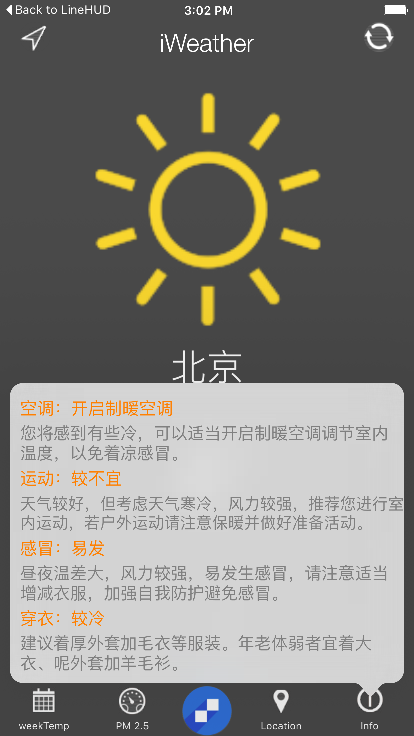 Back to LineHUD 3:02 PM
iWeather
北京
空调：开启制暖空调
您将感到有些冷，可以适当开启制暖空调调节室内
温度，以免着凉感冒。
运动：较不宜
天气较好，但考虑天气寒冷，风力较强，推荐您进行室
内运动，若户外运动请注意保暖并做好准备活动。
感冒：易发
昼夜温差大，风力较强，易发生感冒，请注意适当
增减衣服，加强自我防护避免感冒。
穿衣：较冷
建议着厚外套加毛衣等服装。年老体弱者宜着大
衣、呢外套加羊毛衫。
weekTemp PM 2.5 Location Info